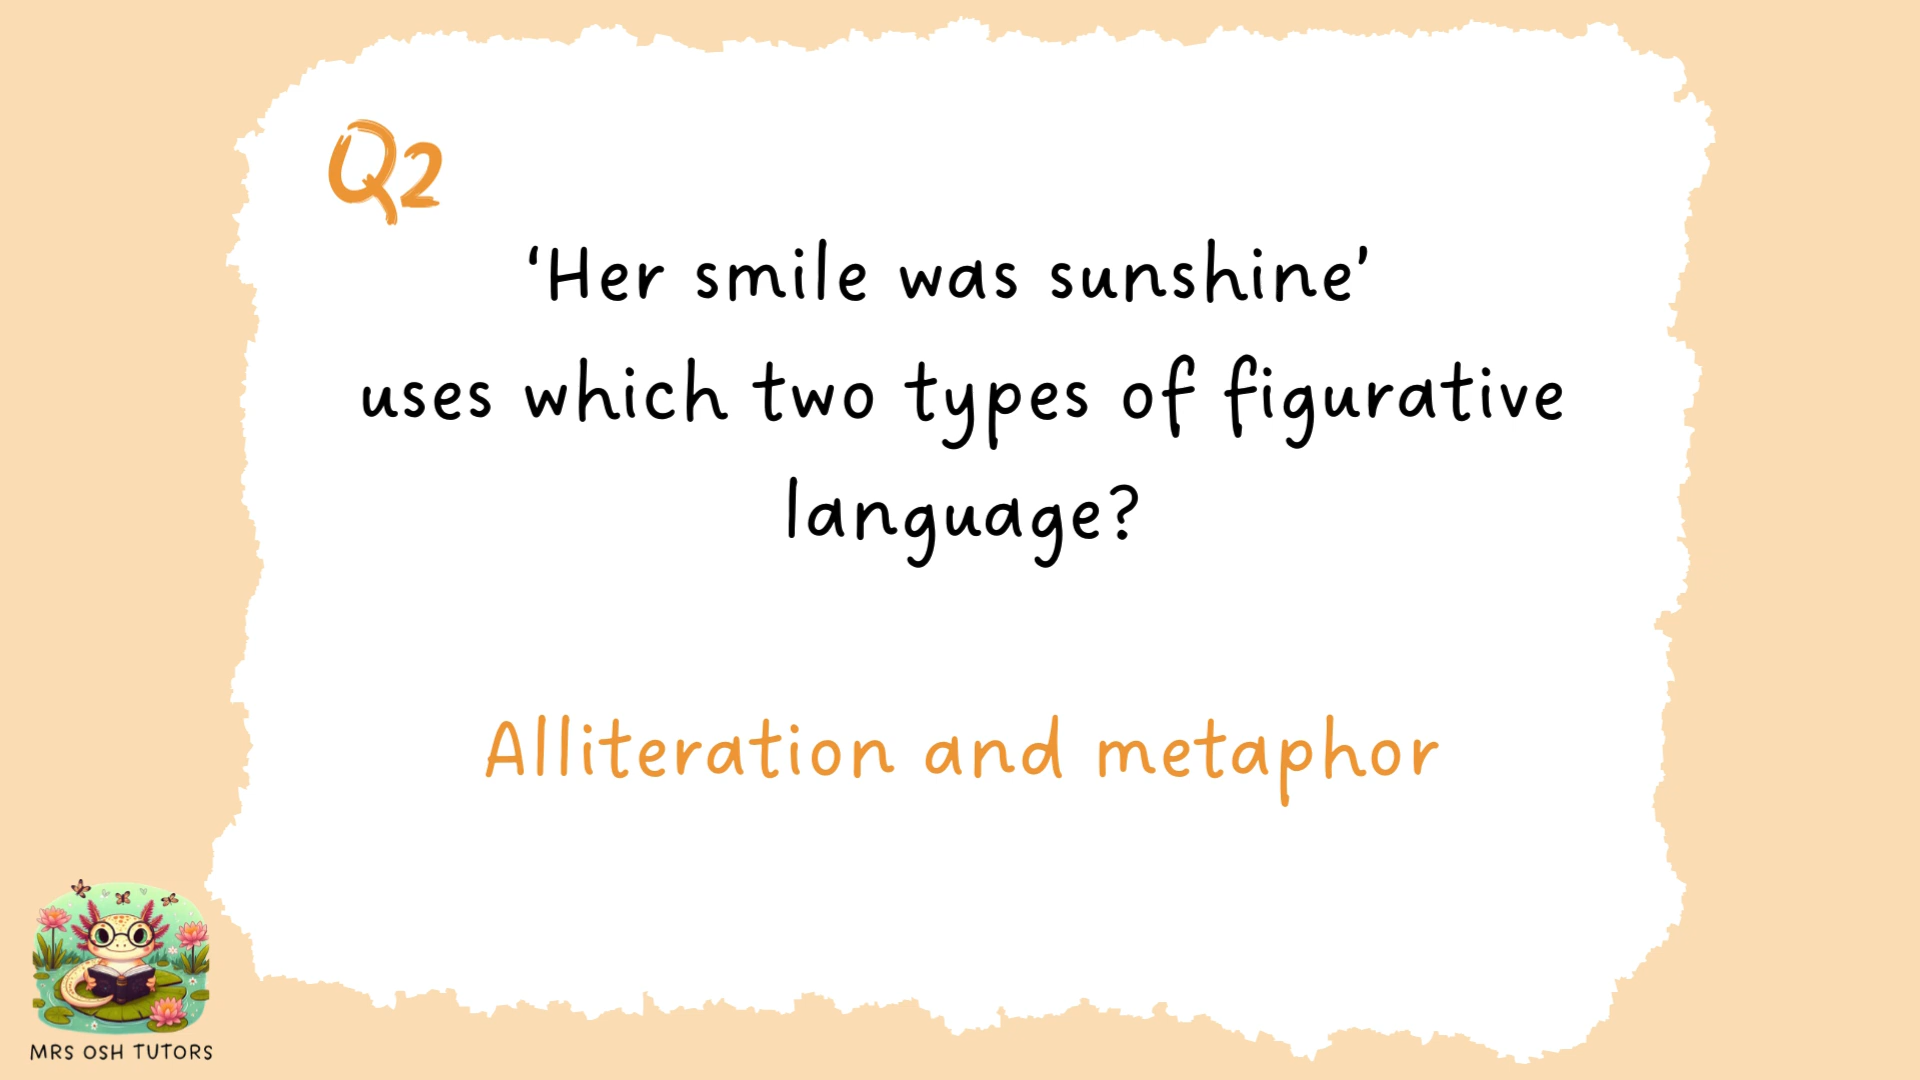 Q2
‘Her smile was sunshine’
uses which two types of figurative
language?
Alliteration and metaphor
MRS OSH TUTORS